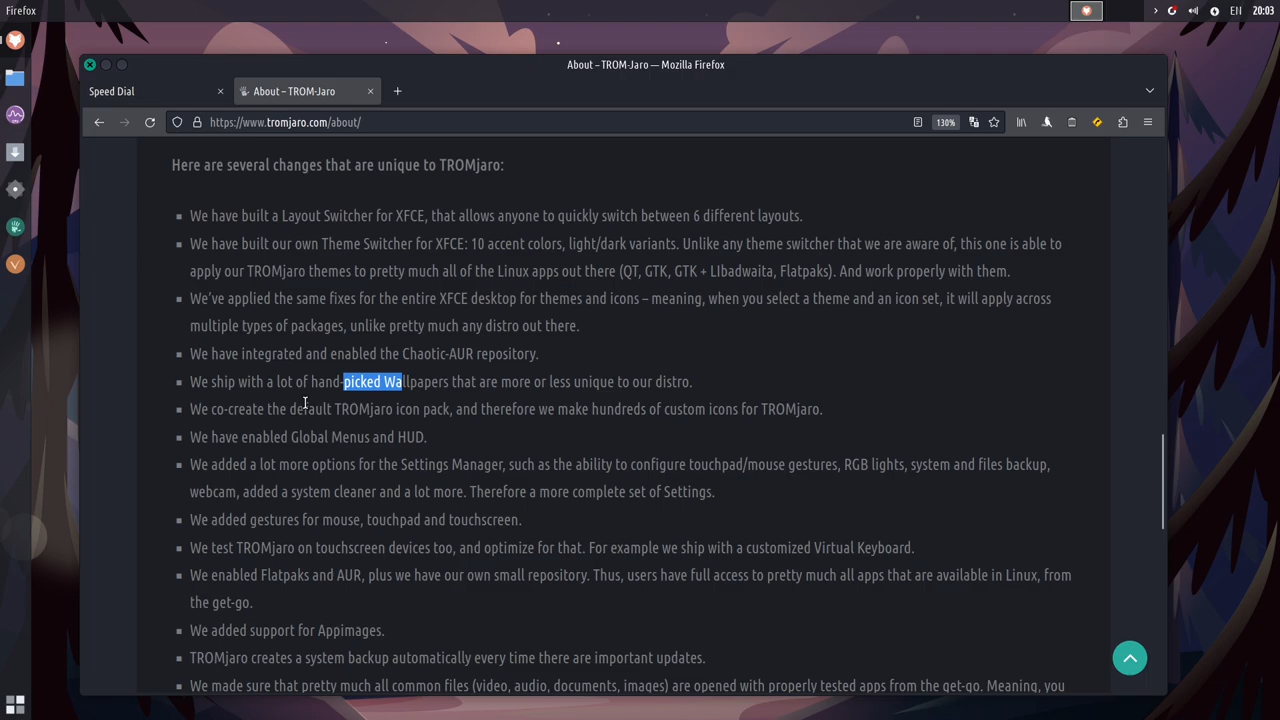 Firefox
EN 20:03
About – TROM-Jaro — Mozilla Firefox
Speed Dial
About – TROM-Jaro
https://www.tromjaro.com/about/
130%
Here are several changes that are unique to TROMjaro:
We have built a Layout Switcher for XFCE, that allows anyone to quickly switch between 6 different layouts.
We have built our own Theme Switcher for XFCE: 10 accent colors, light/dark variants. Unlike any theme switcher that we are aware of, this one is able to
apply our TROMjaro themes to pretty much all of the Linux apps out there (QT, GTK, GTK + LIbadwaita, Flatpaks). And work properly with them.
We've applied the same fixes for the entire XFCE desktop for themes and icons – meaning, when you select a theme and an icon set, it will apply across
multiple types of packages, unlike pretty much any distro out there.
We have integrated and enabled the Chaotic-AUR repository.
We ship with a lot of hand-picked Wallpapers that are more or less unique to our distro.
We co-create the default TROMjaro icon pack, and therefore we make hundreds of custom icons for TROMjaro.
We have enabled Global Menus and HUD.
We added a lot more options for the Settings Manager, such as the ability to configure touchpad/mouse gestures, RGB lights, system and files backup,
webcam, added a system cleaner and a lot more. Therefore a more complete set of Settings.
We added gestures for mouse, touchpad and touchscreen.
We test TROMjaro on touchscreen devices too, and optimize for that. For example we ship with a customized Virtual Keyboard.
We enabled Flatpaks and AUR, plus we have our own small repository. Thus, users have full access to pretty much all apps that are available in Linux, from
the get-go.
We added support for Appimages.
TROMjaro creates a system backup automatically every time there are important updates.
We made sure that pretty much all common files (video, audio, documents, images) are opened with properly tested apps from the get-go. Meaning, you